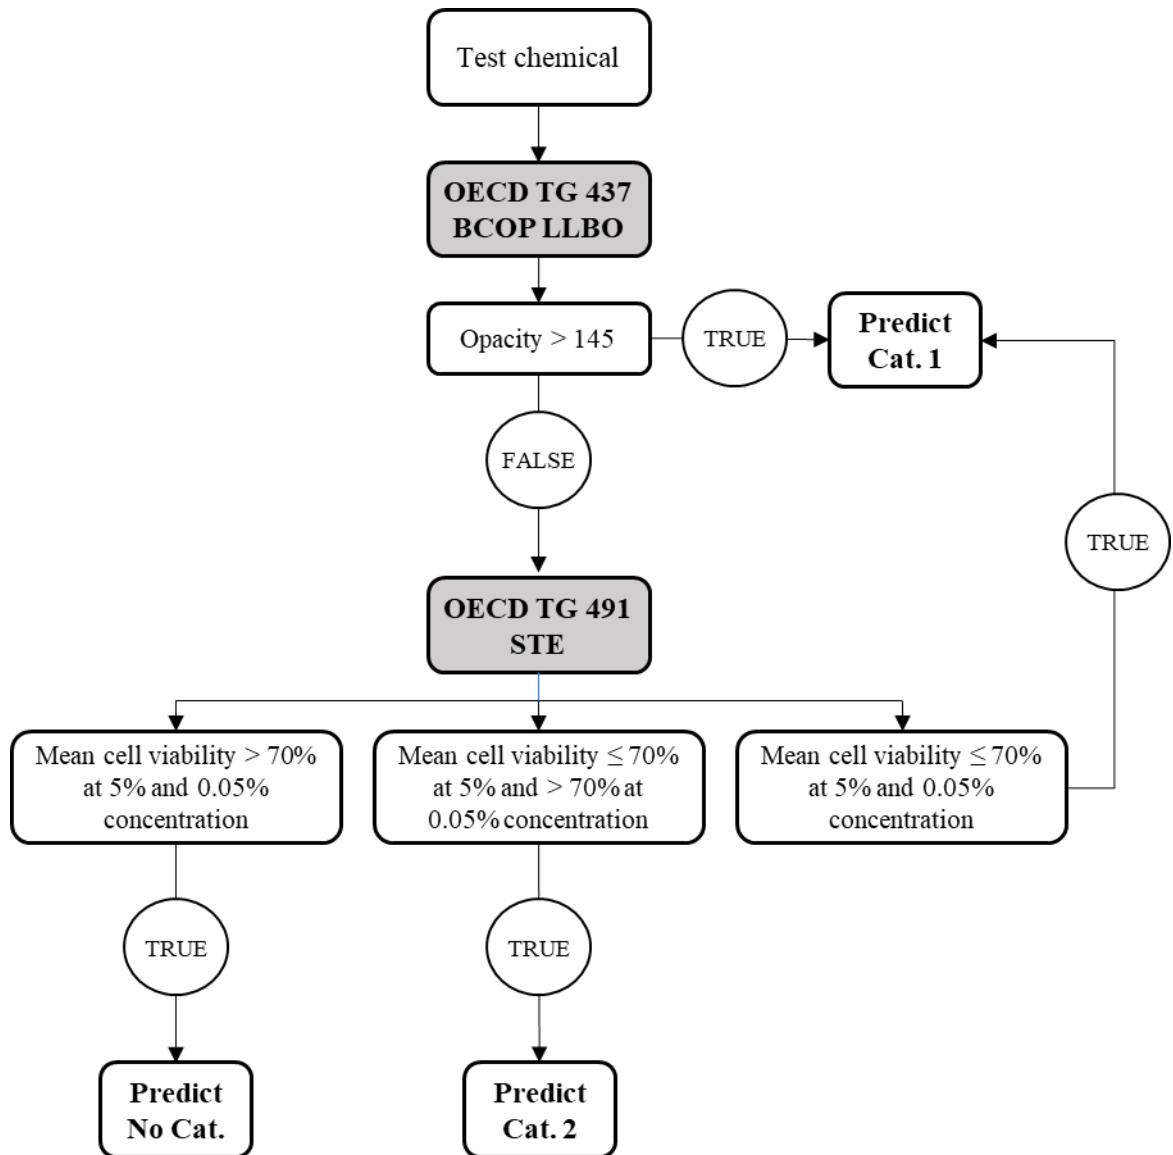 Test chemical
OECD TG 437
BCOP LLBO
Opacity > 145
TRUE
Predict
Cat. 1
FALSE
TRUE
OECD TG 491
STE
Mean cell viability > 70%
at 5% and 0.05%
concentration
Mean cell viability ≤ 70%
at 5% and > 70% at
0.05% concentration
Mean cell viability ≤ 70%
at 5% and 0.05%
concentration
TRUE
TRUE
Predict
No Cat.
Predict
Cat. 2